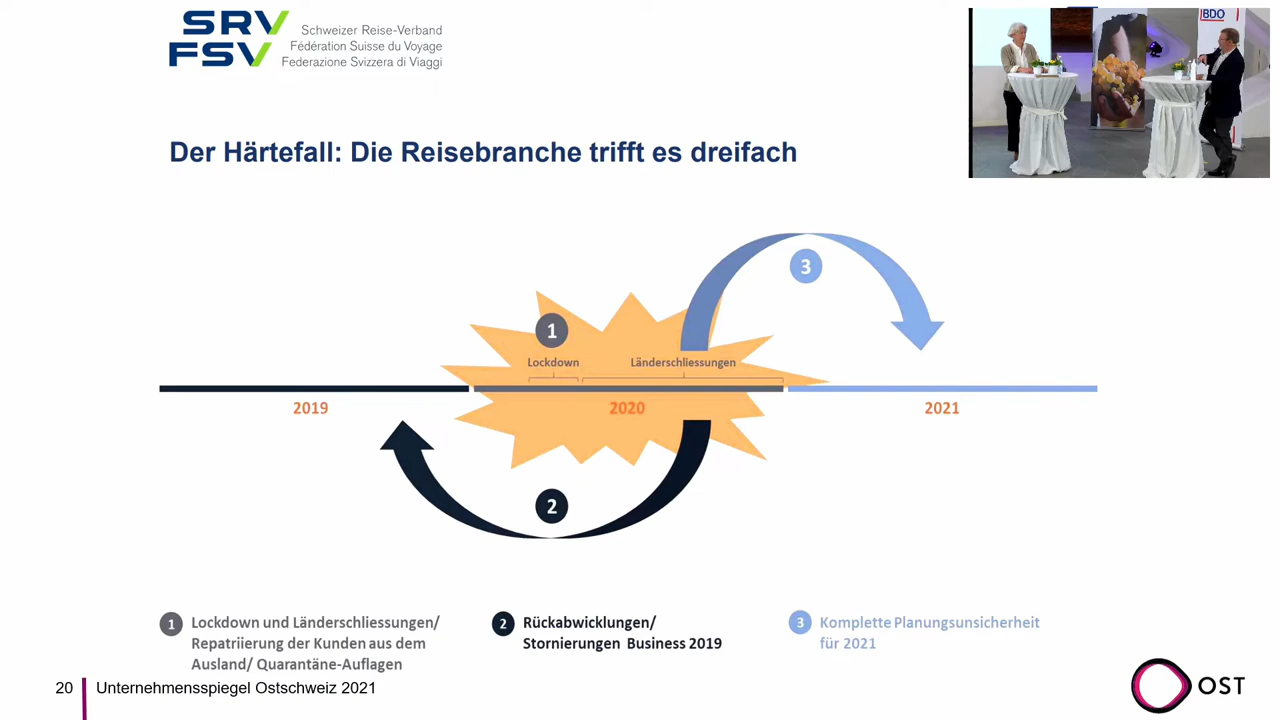 SRV
FSV
Schweizer Reise-Verband
Fédération Suisse du Voyage
Federazione Svizzera di Viaggi
BDO
Der Härtefall: Die Reisebranche trifft es dreifach
3
1
Lockdown
Länderschliessungen
2019
2020
2021
2
1 Lockdown und Länderschliessungen/
Repatriierung der Kunden aus dem
Ausland/ Quarantäne-Auflagen
2 Rückabwicklungen/
Stornierungen Business 2019
3 Komplette Planungsunsicherheit
für 2021
20 Unternehmensspiegel Ostschweiz 2021
OST